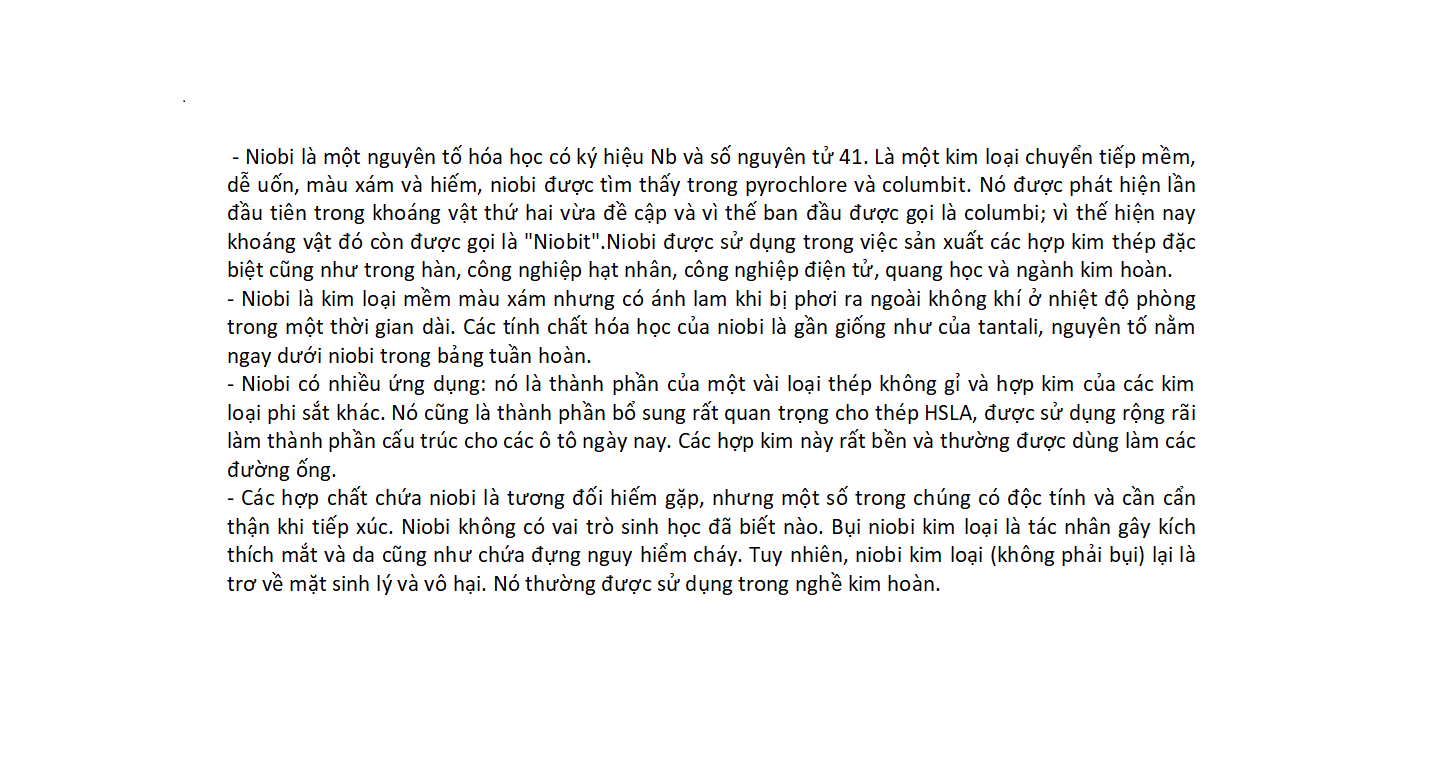 .
- Niobi là một nguyên tố hóa học có ký hiệu Nb và số nguyên tử 41. Là một kim loại chuyển tiếp mềm,
dễ uốn, màu xám và hiếm, niobi được tìm thấy trong pyrochlore và columbit. Nó được phát hiện lần
đầu tiên trong khoáng vật thứ hai vừa đề cập và vì thế ban đầu được gọi là columbi; vì thế hiện nay
khoáng vật đó còn được gọi là "Niobit".Niobi được sử dụng trong việc sản xuất các hợp kim thép đặc
biệt cũng như trong hàn, công nghiệp hạt nhân, công nghiệp điện tử, quang học và ngành kim hoàn.
- Niobi là kim loại mềm màu xám nhưng có ánh lam khi bị phơi ra ngoài không khí ở nhiệt độ phòng
trong một thời gian dài. Các tính chất hóa học của niobi là gần giống như của tantali, nguyên tố nằm
ngay dưới niobi trong bảng tuần hoàn.
- Niobi có nhiều ứng dụng: nó là thành phần của một vài loại thép không gỉ và hợp kim của các kim
loại phi sắt khác. Nó cũng là thành phần bổ sung rất quan trọng cho thép HSLA, được sử dụng rộng rãi
làm thành phần cấu trúc cho các ô tô ngày nay. Các hợp kim này rất bền và thường được dùng làm các
đường ống.
- Các hợp chất chứa niobi là tương đối hiếm gặp, nhưng một số trong chúng có độc tính và cần cẩn
thận khi tiếp xúc. Niobi không có vai trò sinh học đã biết nào. Bụi niobi kim loại là tác nhân gây kích
thích mắt và da cũng như chứa đựng nguy hiểm cháy. Tuy nhiên, niobi kim loại (không phải bụi) lại là
trơ về mặt sinh lý và vô hại. Nó thường được sử dụng trong nghề kim hoàn.